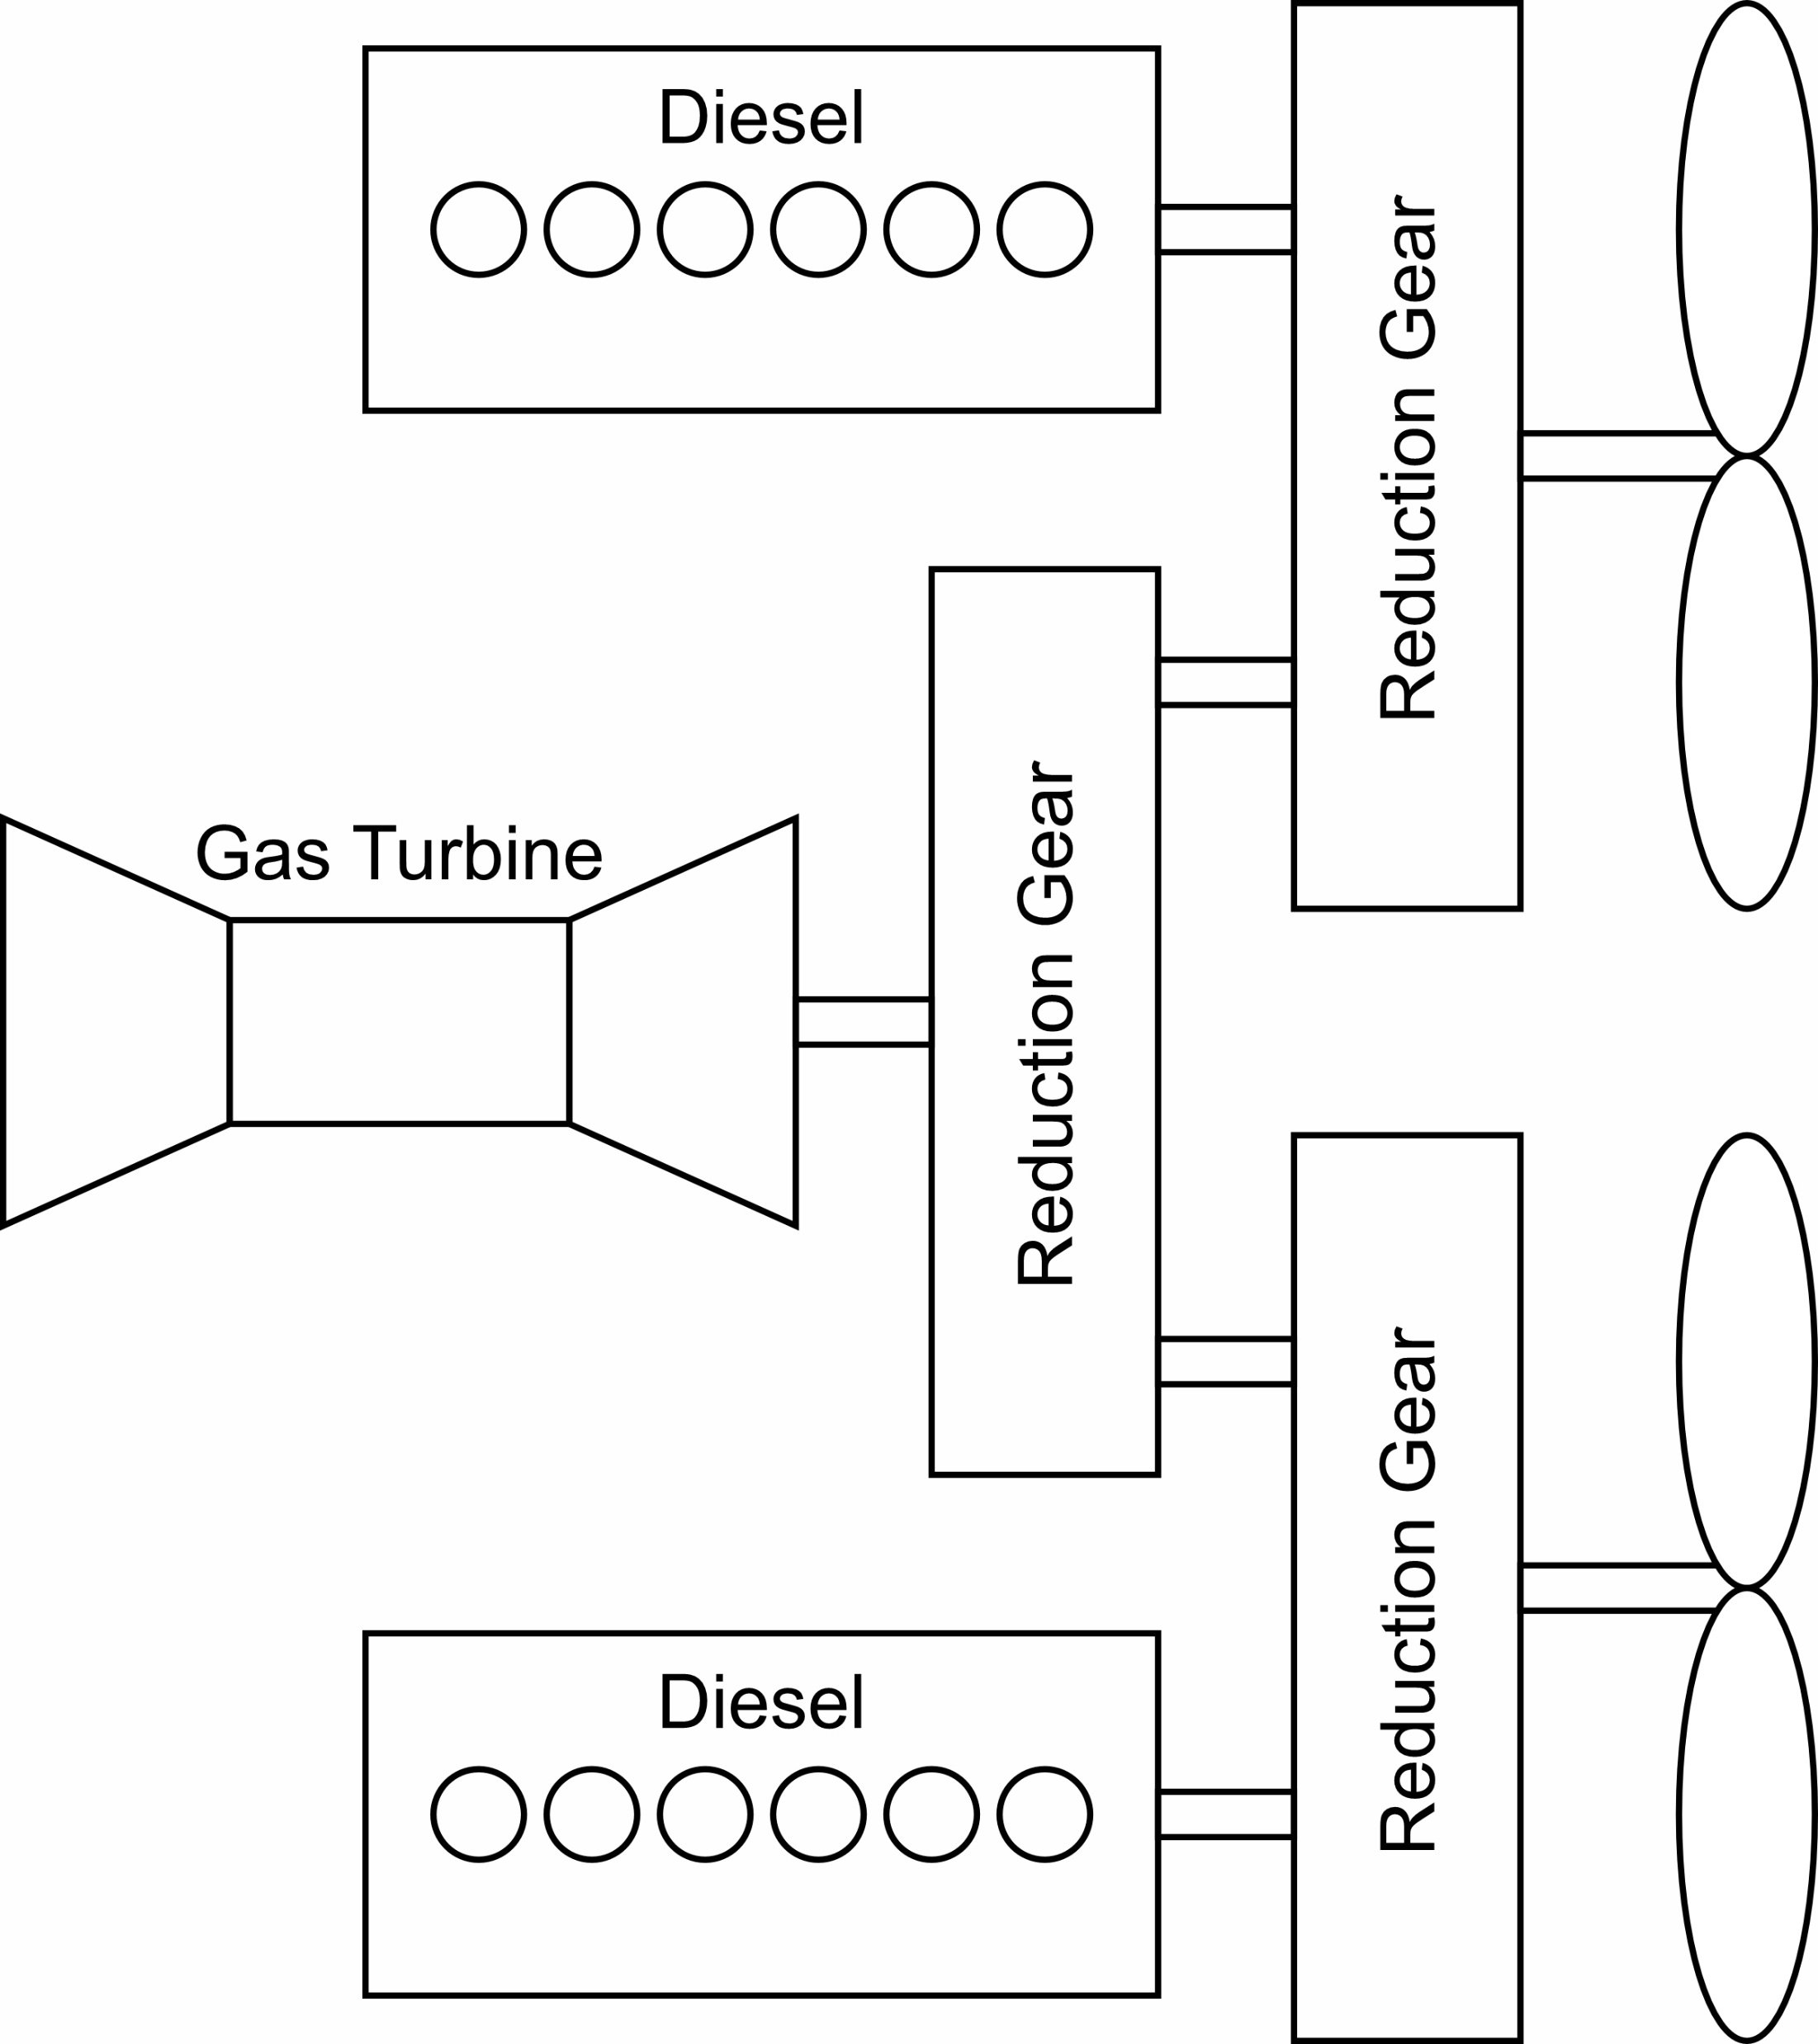 Diesel
Reduction Gear
Gas Turbine
Reduction Gear
Reduction Gear
Diesel